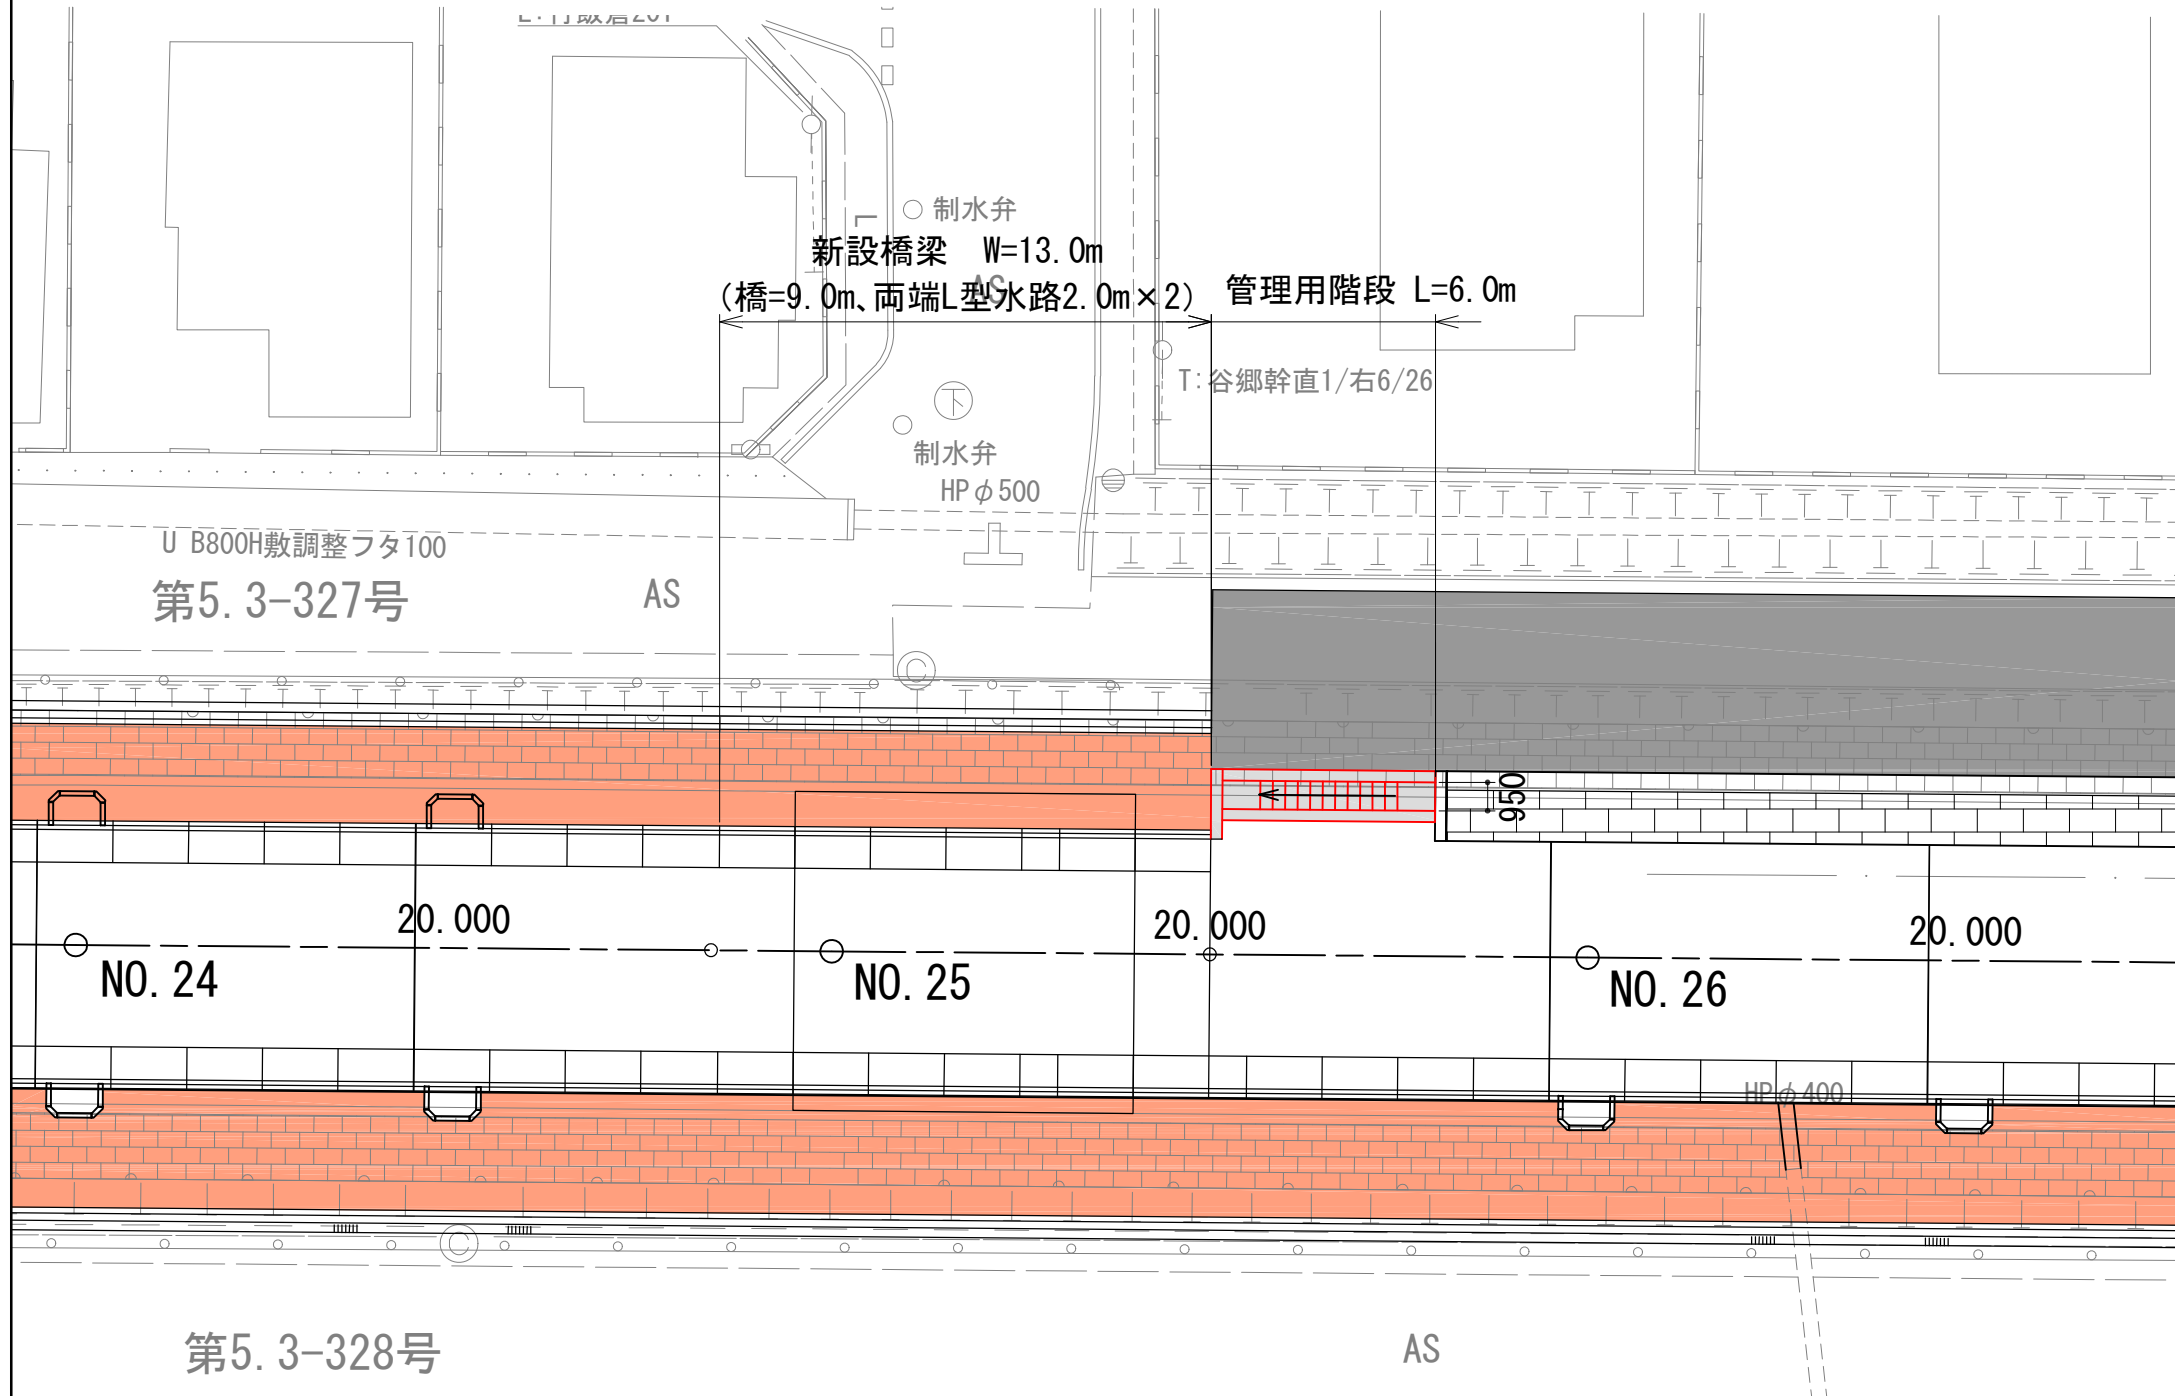 制水弁
新設橋梁　W=13.0m
(橋=9.0m、両端L型水路2.0m×2)
AS
管理用階段 L=6.0m
T:谷郷幹直1/右6/26
下
制水弁
HPφ500
U B800H敷調整フタ100
第5.3-327号
AS
950
20.000
20.000
20.000
NO.24
NO.25
NO.26
HPφ400
第5.3-328号
AS